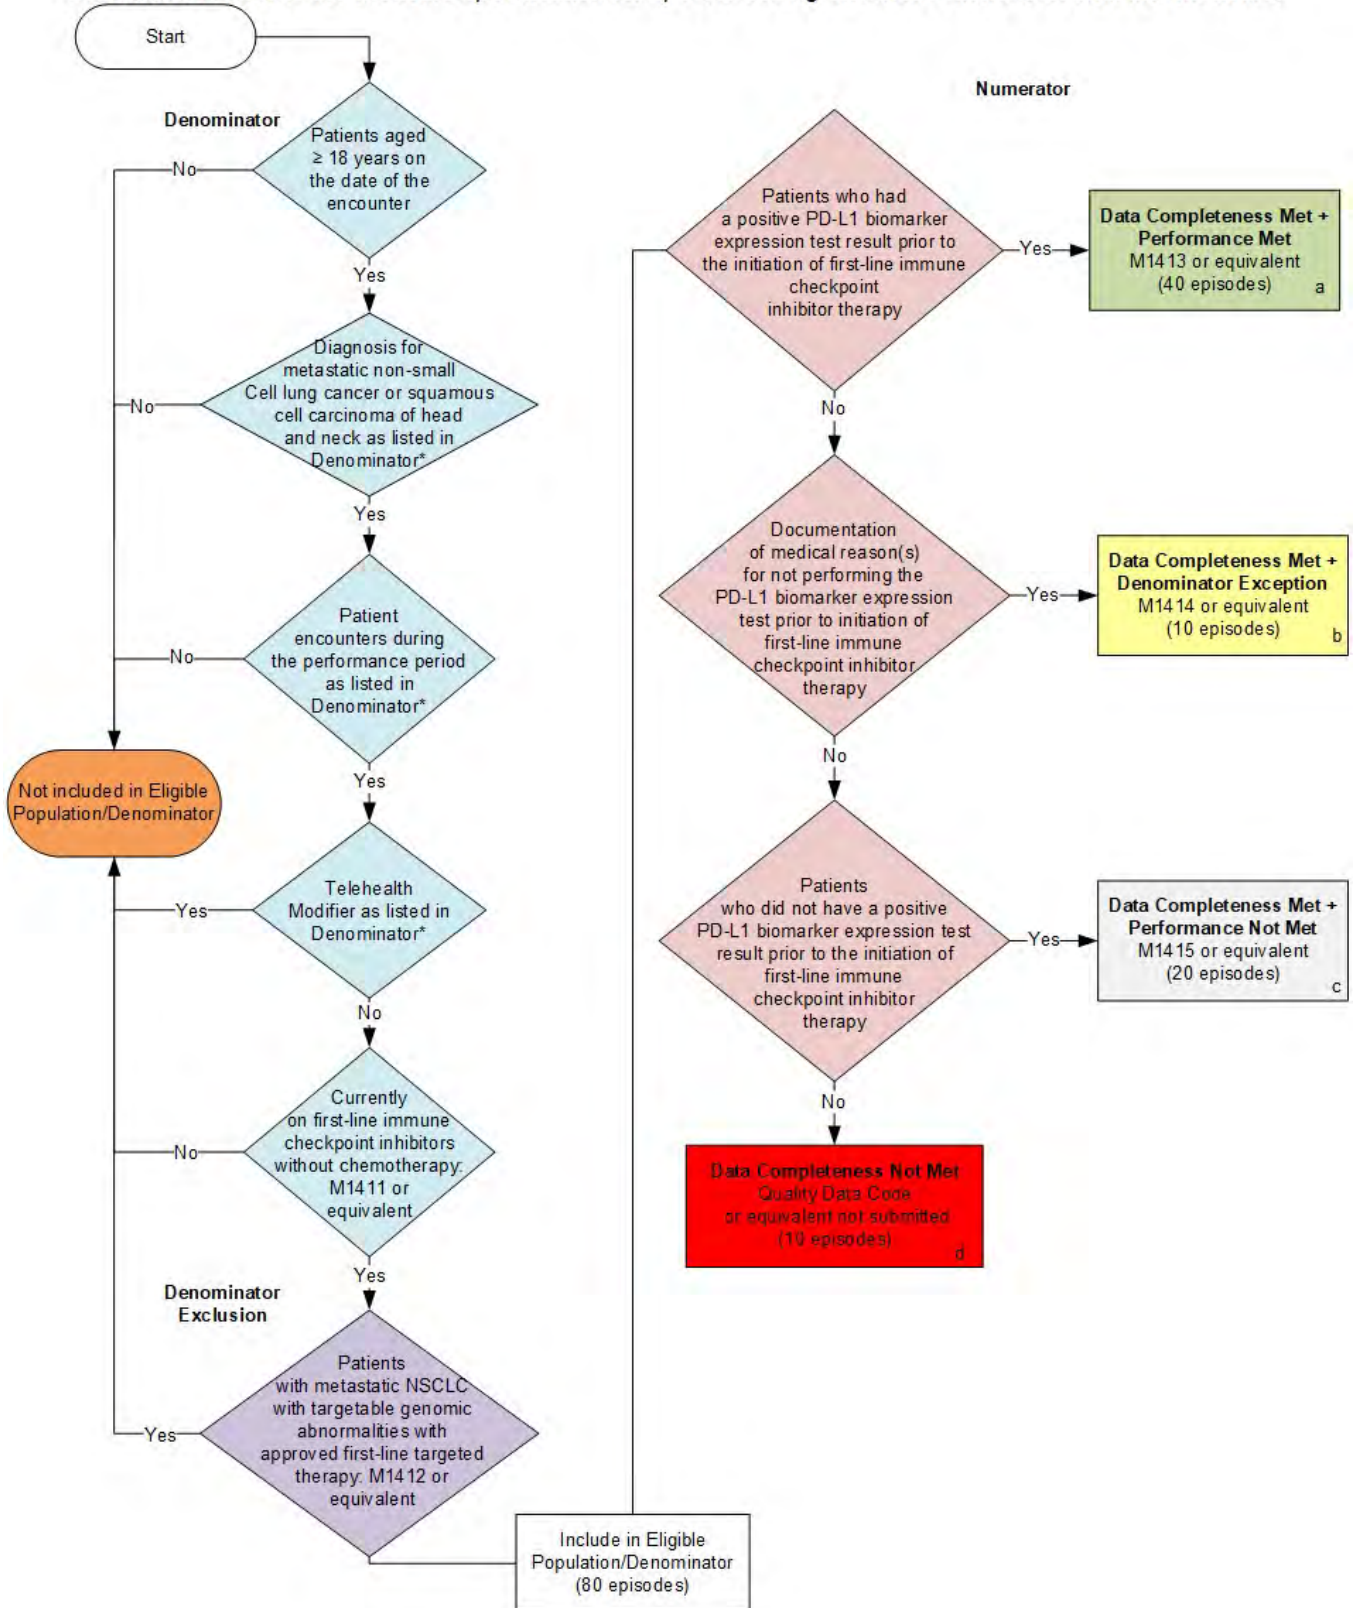 Start
Denominator
Patients aged
≥ 18 years on
the date of the
encounter
No
Yes
Diagnosis for
metastatic non-small
Cell lung cancer or squamous
cell carcinoma of head
and neck as listed in
Denominator*
No
Yes
Patient
encounters during
the performance period
as listed in
Denominator*
No
Yes
Not included in Eligible
Population/Denominator
Telehealth
Modifier as listed in
Denominator*
Yes
No
Currently
on first-line immune
checkpoint inhibitors
without chemotherapy:
M1411 or
equivalent
No
Yes
Denominator
Exclusion
Patients
with metastatic NSCLC
with targetable genomic
abnormalities with
approved first-line targeted
therapy: M1412 or
equivalent
Yes
Include in Eligible
Population/Denominator
(80 episodes)
Numerator
Patients who had
a positive PD-L1 biomarker
expression test result prior to
the initiation of first-line immune
checkpoint
inhibitor therapy
Yes
Data Completeness Met +
Performance Met
M1413 or equivalent
(40 episodes)
a
No
Documentation
of medical reason(s)
for not performing the
PD-L1 biomarker expression
test prior to initiation of
first-line immune
checkpoint inhibitor
therapy
Yes
Data Completeness Met +
Denominator Exception
M1414 or equivalent
(10 episodes)
b
No
Patients
who did not have a positive
PD-L1 biomarker expression test
result prior to the initiation of
first-line immune
checkpoint inhibitor
therapy
Yes
Data Completeness Met +
Performance Not Met
M1415 or equivalent
(20 episodes)
c
No
Data Completeness Not Met
Quality Data Code
or equivalent not submitted
(10 episodes)
d